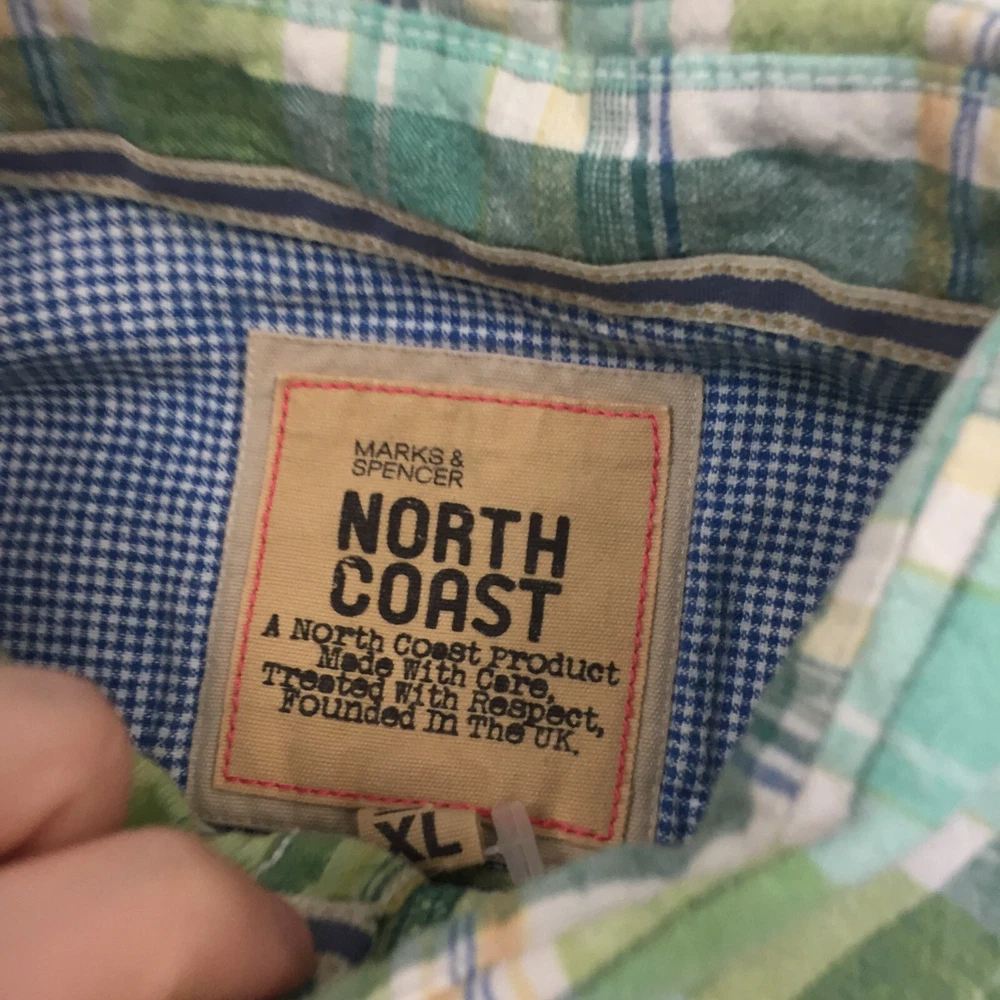 MARKS &
SPENCER
NORTH
COAST
A North Coast Product
Made With Care,
Treated With Respect,
Founded In The UK.
XL